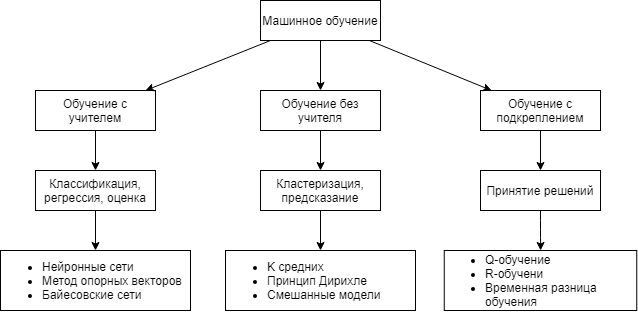 Машинное обучение
Обучение с
учителем
Обучение без
учителя
Обучение с
подкреплением
Классификация,
регрессия, оценка
Кластеризация,
предсказание
Принятие решений
• Нейронные сети
• Метод опорных векторов
• Байесовские сети
• K средних
• Принцип Дирихле
• Смешанные модели
• Q-обучение
• R-обучени
• Временная разница
обучения